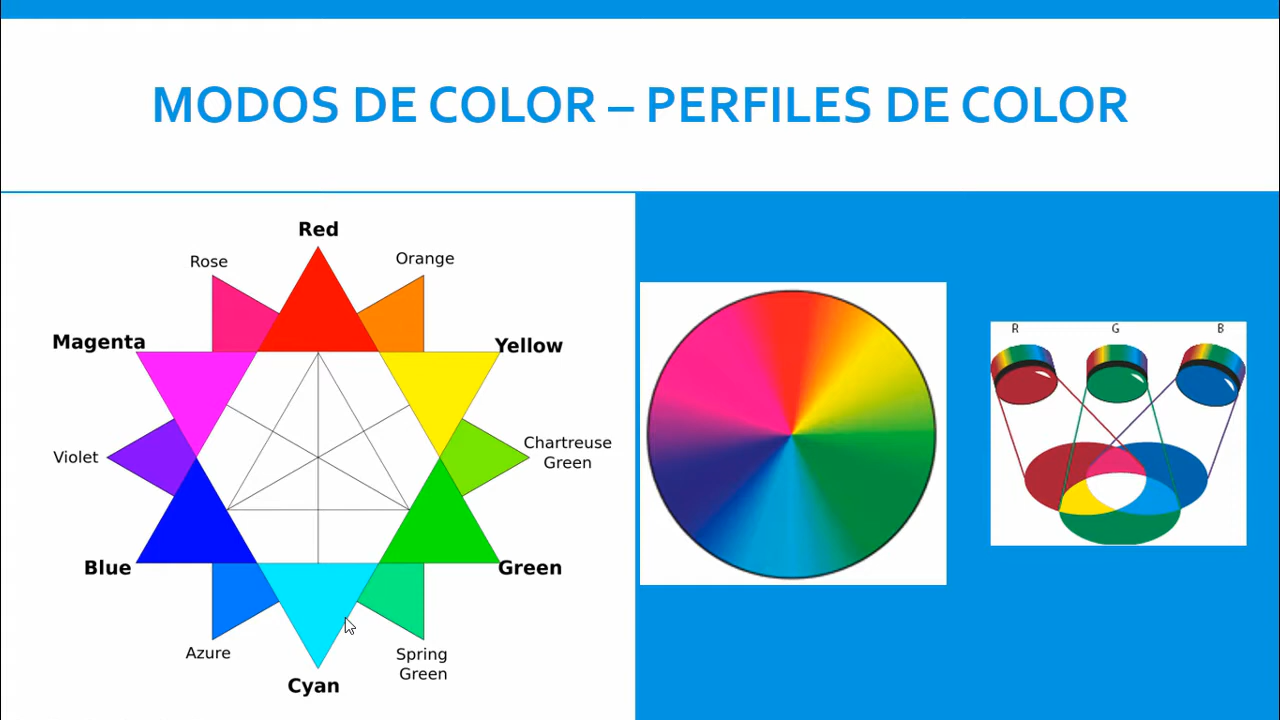 MODOS DE COLOR – PERFILES DE COLOR
Red
Rose
Orange
Magenta
Yellow
Violet
Chartreuse
Green
Blue
Green
Azure
Spring
Green
Cyan
R G B